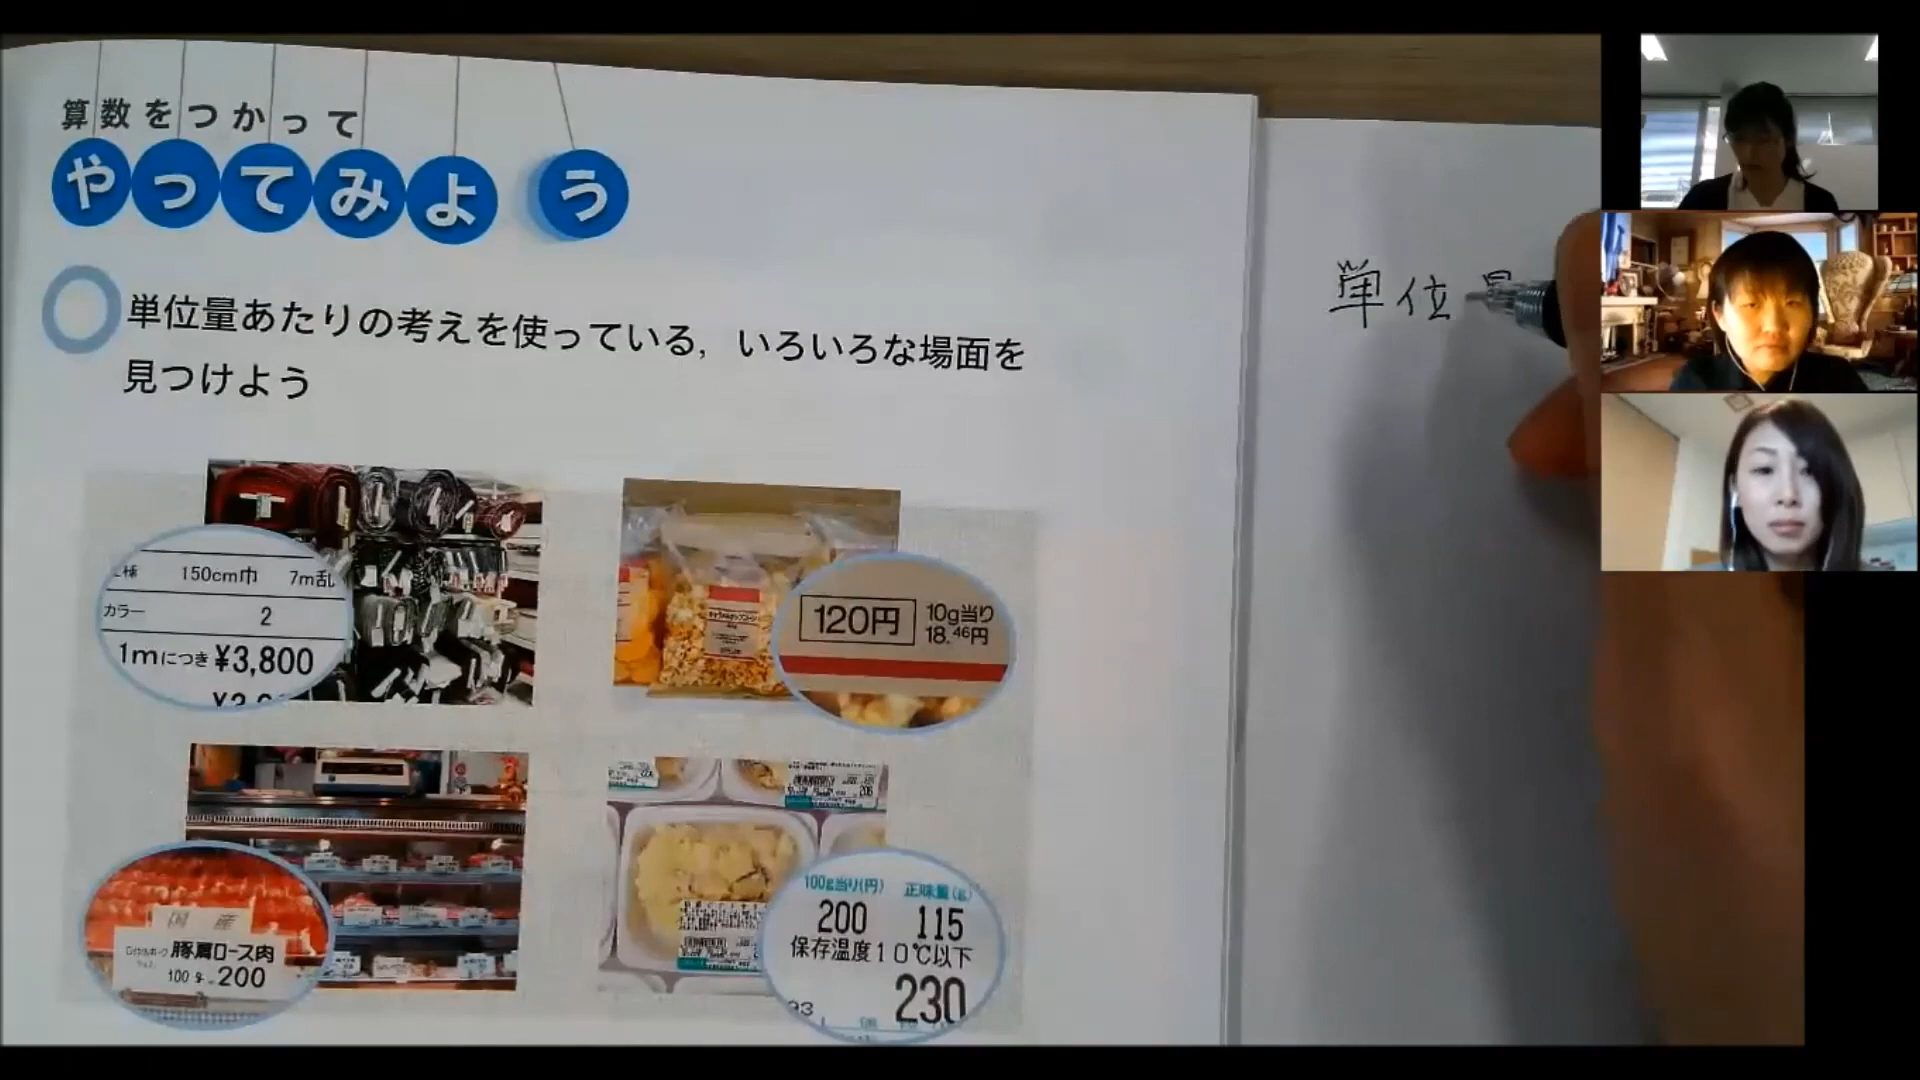 算数をつかって
やってみよう
単位量あたりの考えを使っている，いろいろな場面を
見つけよう
単位
150cm巾 7m乱
カラー 2
1mにつき ¥3,800
120円 10g当り
18.46円
国産
豚肩ロース肉
100 200
100g当り(円) 正味量(g)
200 115
保存温度10℃以下
230